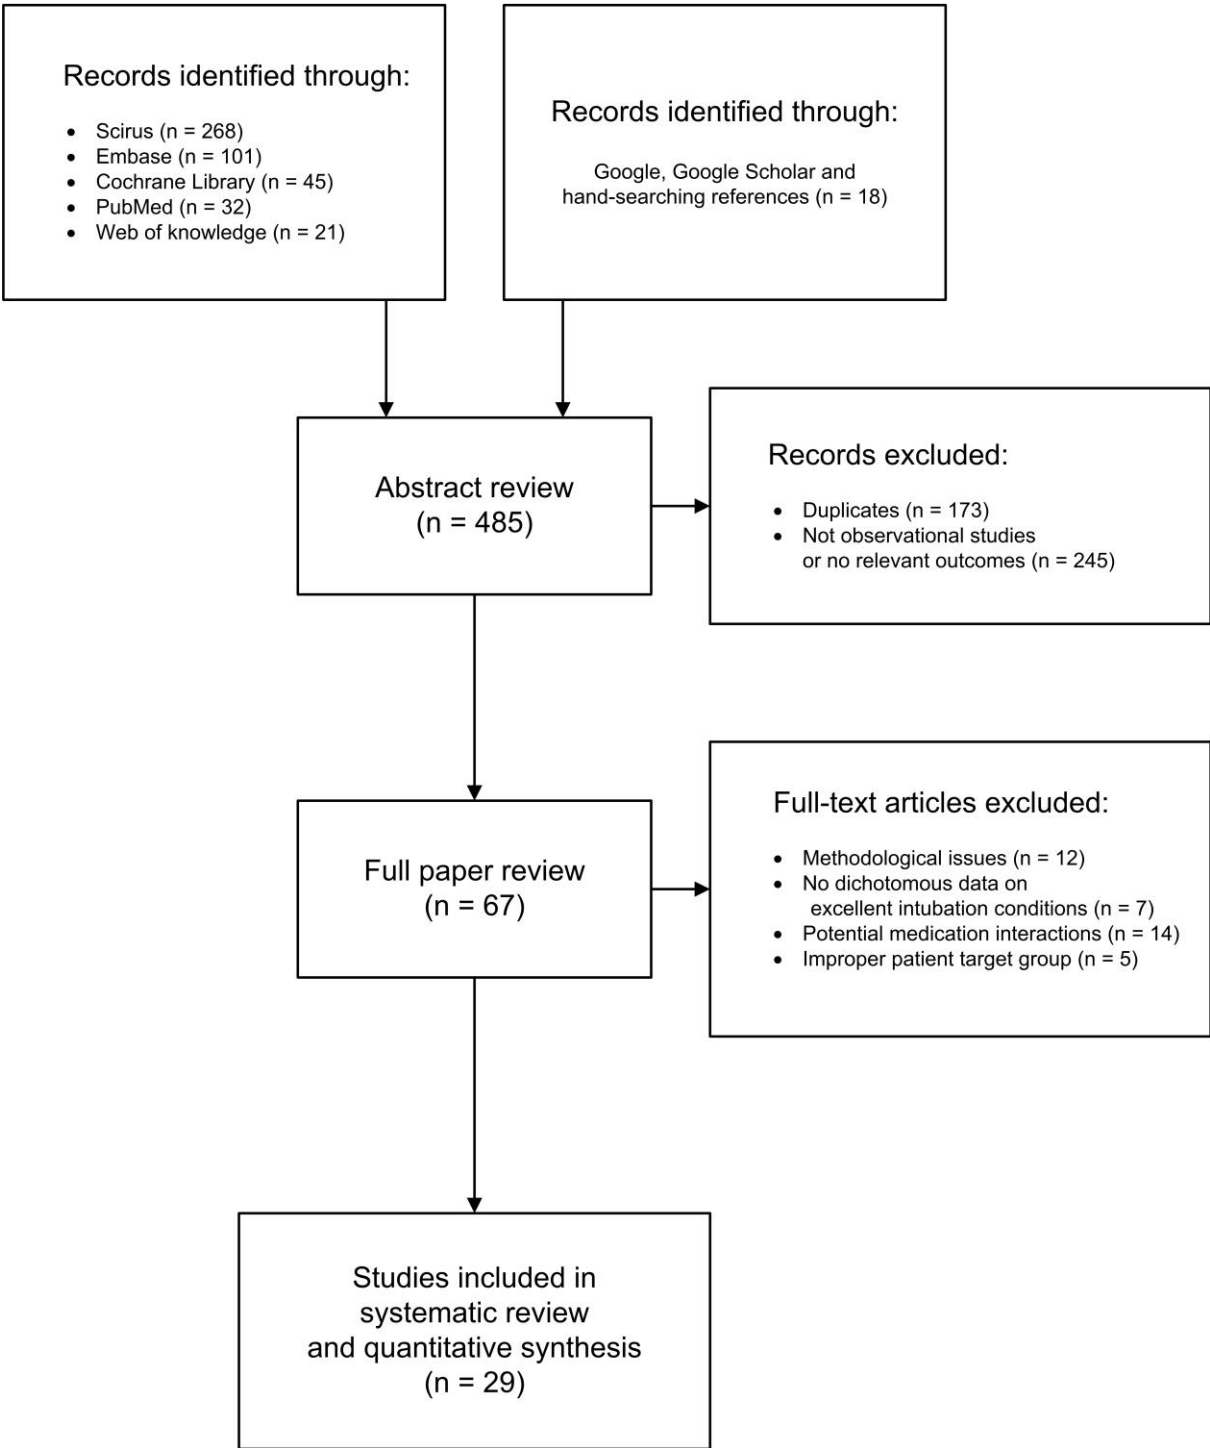 Records identified through:
• Scirus (n = 268)
• Embase (n = 101)
• Cochrane Library (n = 45)
• PubMed (n = 32)
• Web of knowledge (n = 21)
Records identified through:
Google, Google Scholar and
hand-searching references (n = 18)
Abstract review
(n = 485)
Records excluded:
• Duplicates (n = 173)
• Not observational studies
or no relevant outcomes (n = 245)
Full paper review
(n = 67)
Full-text articles excluded:
• Methodological issues (n = 12)
• No dichotomous data on
excellent intubation conditions (n = 7)
• Potential medication interactions (n = 14)
• Improper patient target group (n = 5)
Studies included in
systematic review
and quantitative synthesis
(n = 29)